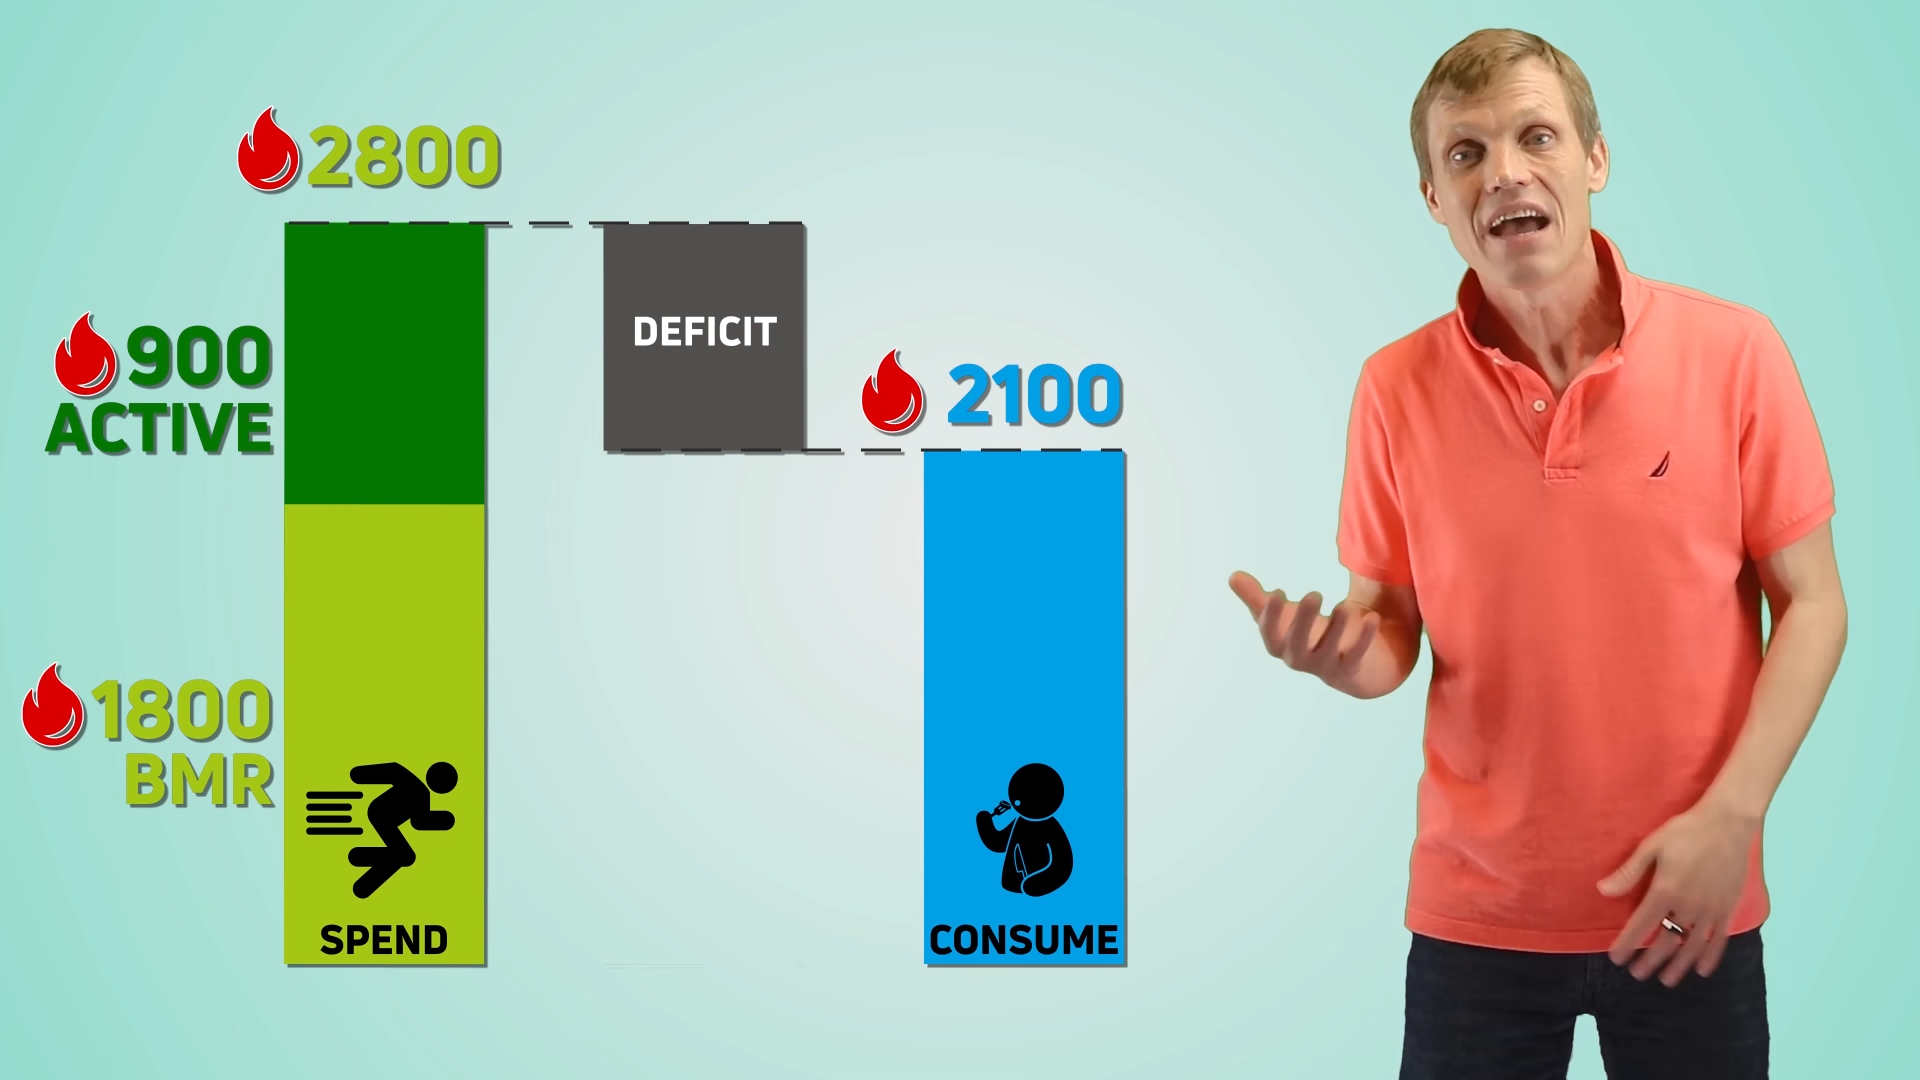 2800
900
ACTIVE
DEFICIT
2100
1800
BMR
SPEND
CONSUME